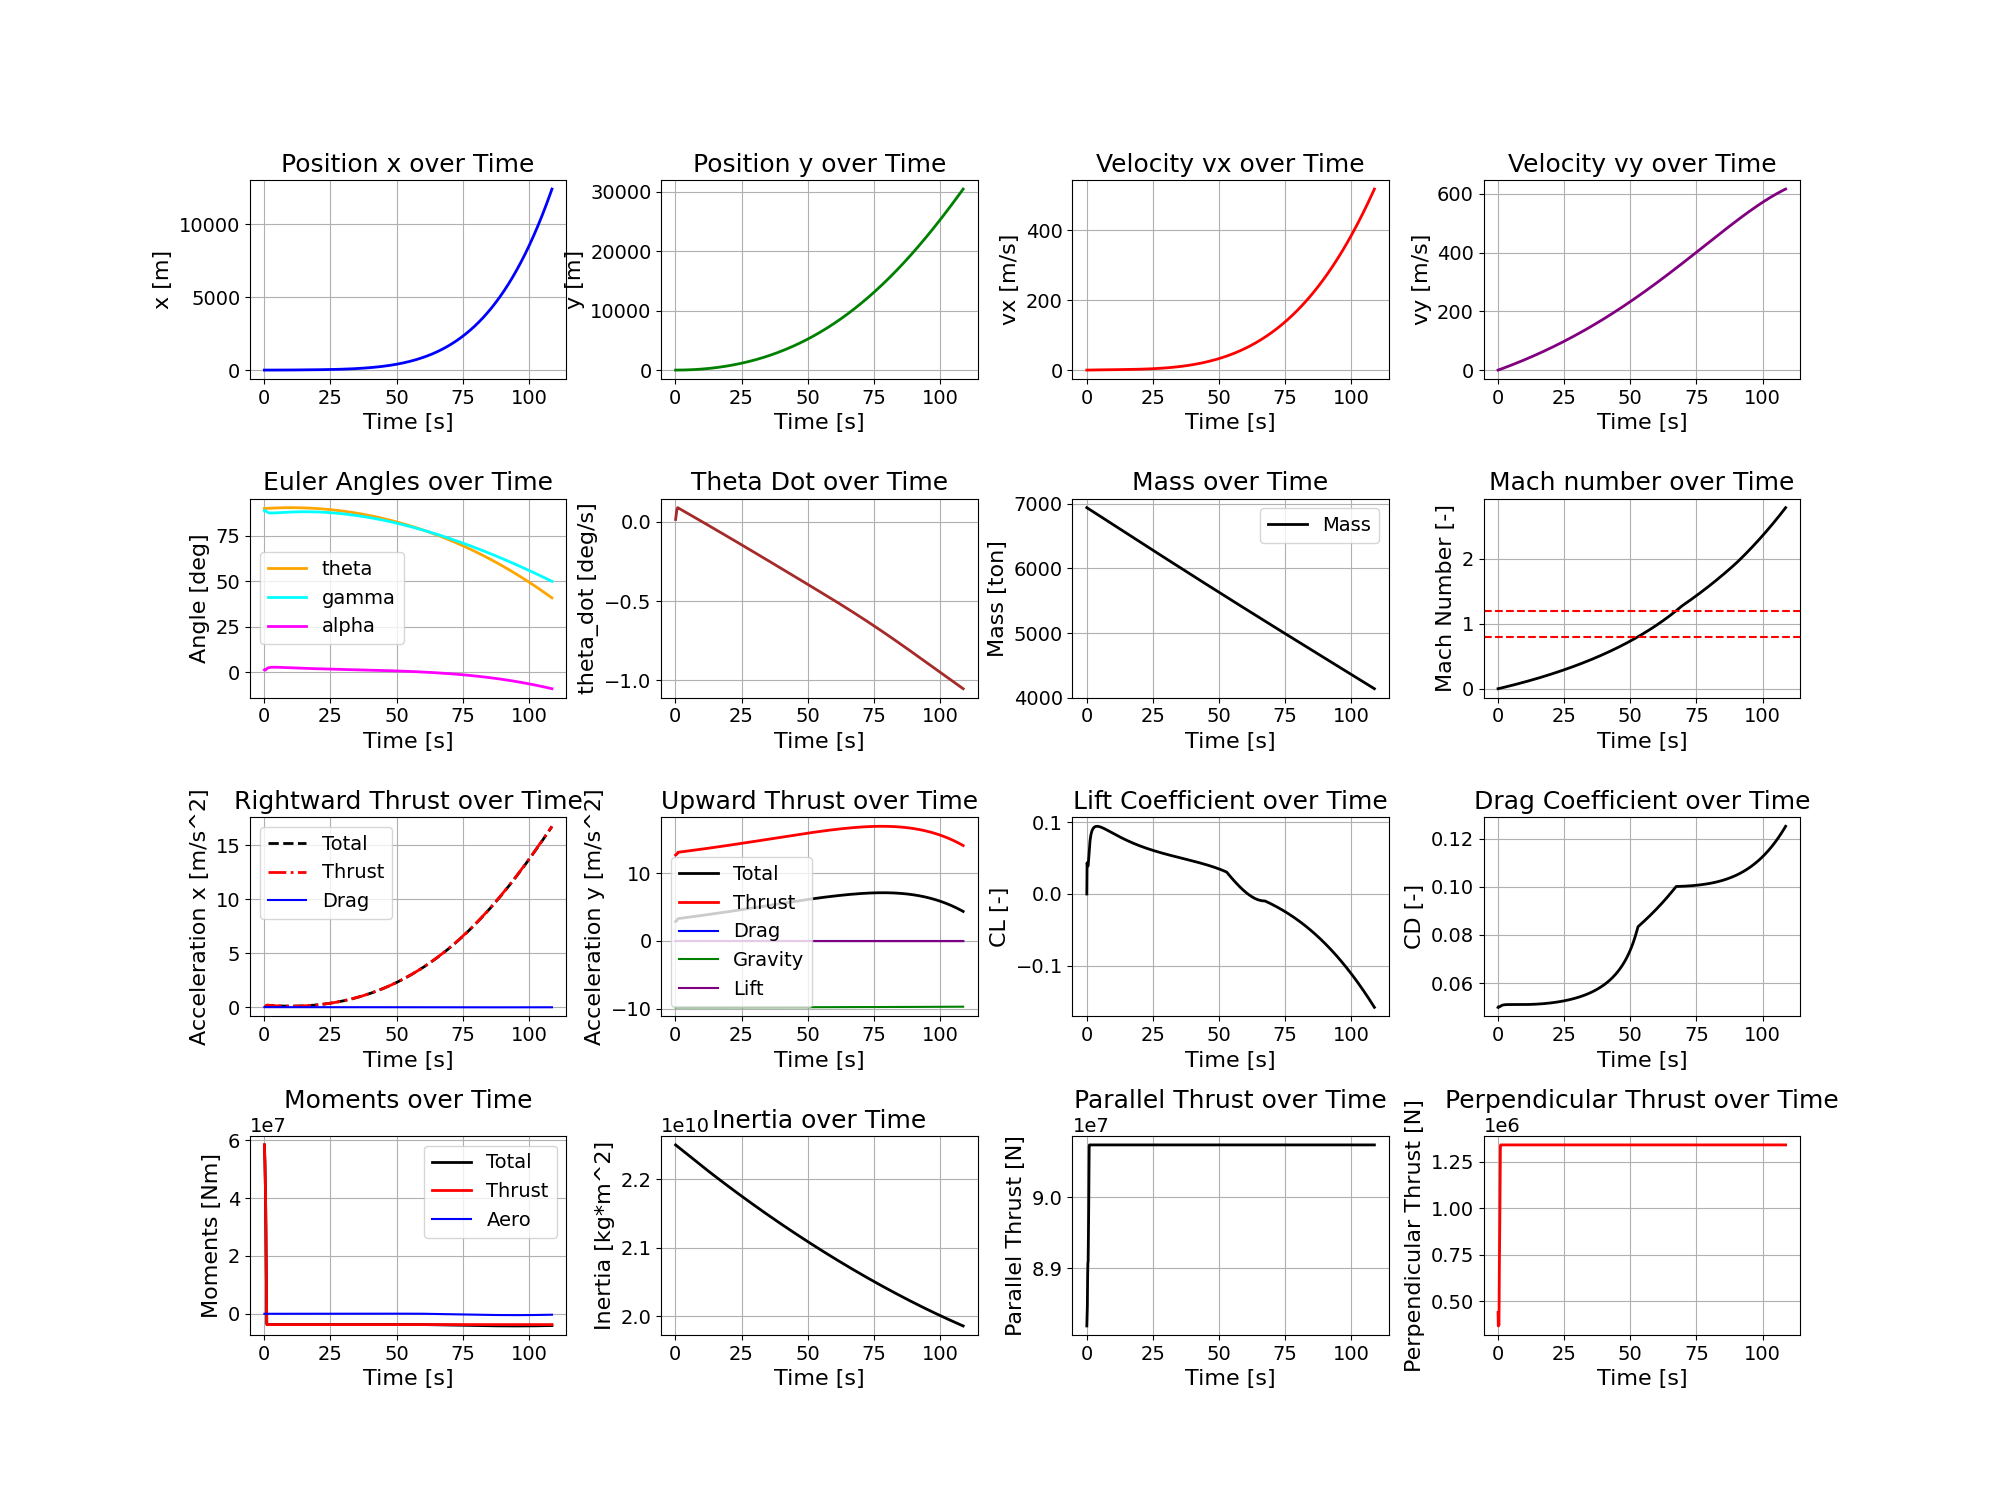 Position x over Time
x [m]
10000
5000
0
0 25 50 75 100
Time [s]
Position y over Time
y [m]
30000
20000
10000
0
0 25 50 75 100
Time [s]
Velocity vx over Time
vx [m/s]
400
200
0
0 25 50 75 100
Time [s]
Velocity vy over Time
vy [m/s]
600
400
200
0
0 25 50 75 100
Time [s]
Euler Angles over Time
Angle [deg]
75
50
25
0
theta
gamma
alpha
0 25 50 75 100
Time [s]
Theta Dot over Time
theta_dot [deg/s]
0.0
−0.5
−1.0
0 25 50 75 100
Time [s]
Mass over Time
Mass [ton]
7000
6000
5000
4000
Mass
0 25 50 75 100
Time [s]
Mach number over Time
Mach Number [-]
2
1
0
0 25 50 75 100
Time [s]
Rightward Thrust over Time
Acceleration x [m/s^2]
15
10
5
0
Total
Thrust
Drag
0 25 50 75 100
Time [s]
Upward Thrust over Time
Acceleration y [m/s^2]
10
0
−10
Total
Thrust
Drag
Gravity
Lift
0 25 50 75 100
Time [s]
Lift Coefficient over Time
CL [-]
0.1
0.0
−0.1
0 25 50 75 100
Time [s]
Drag Coefficient over Time
CD [-]
0.12
0.10
0.08
0.06
0 25 50 75 100
Time [s]
Moments over Time
1e7
Moments [Nm]
6
4
2
0
Total
Thrust
Aero
0 25 50 75 100
Time [s]
Inertia over Time
1e10
Inertia [kg*m^2]
2.2
2.1
2.0
0 25 50 75 100
Time [s]
Parallel Thrust over Time
1e7
Parallel Thrust [N]
9.0
8.9
0 25 50 75 100
Time [s]
Perpendicular Thrust over Time
1e6
Perpendicular Thrust [N]
1.25
1.00
0.75
0.50
0 25 50 75 100
Time [s]